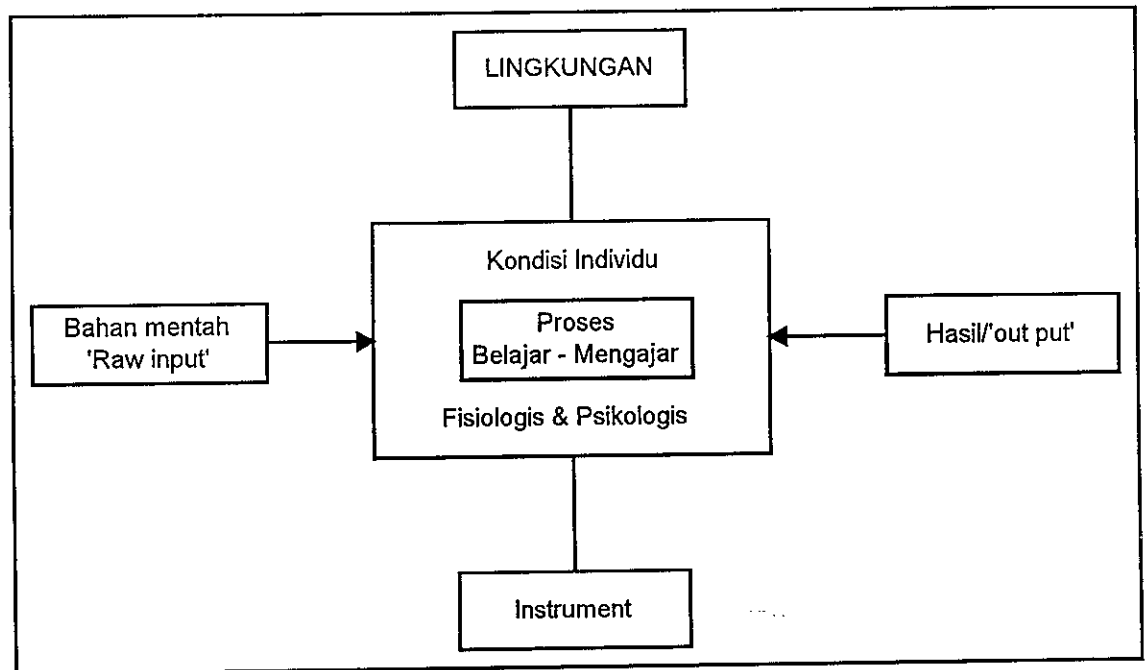 LINGKUNGAN
Kondisi Individu
Bahan mentah
'Raw input'
Proses
Belajar - Mengajar
Hasil/'out put'
Fisiologis & Psikologis
Instrument